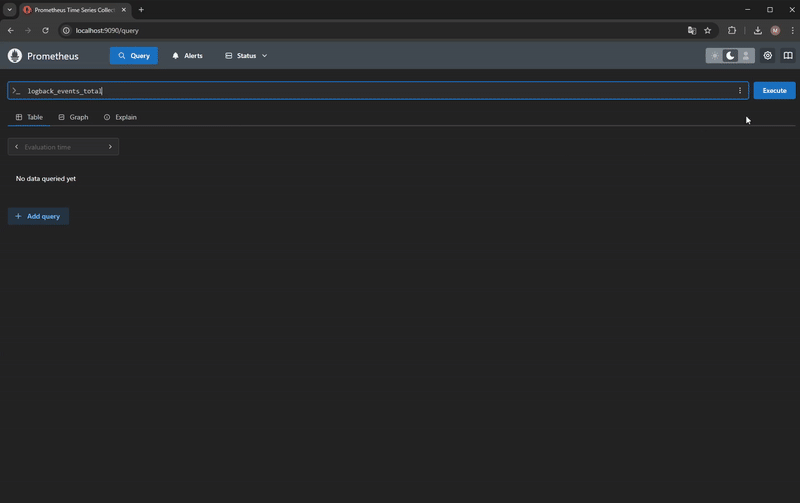 Prometheus Time Series Collec
localhost:9090/query
M
Prometheus
Query
Alerts
Status
>_ logback_events_total
Execute
Table
Graph
Explain
Evaluation time
No data queried yet
+ Add query